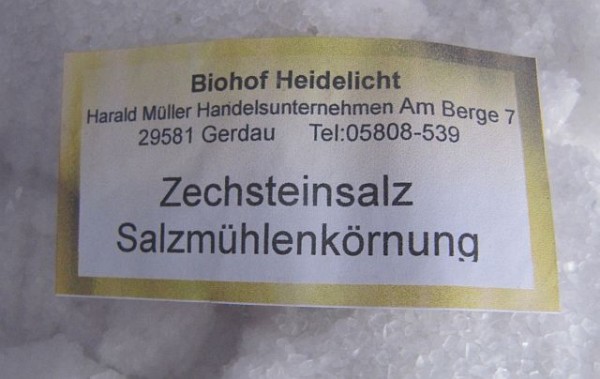 Biohof Heidelicht
Harald Müller Handelsunternehmen Am Berge 7
29581 Gerdau Tel:05808-539
Zechsteinsalz
Salzmühlenkörnung